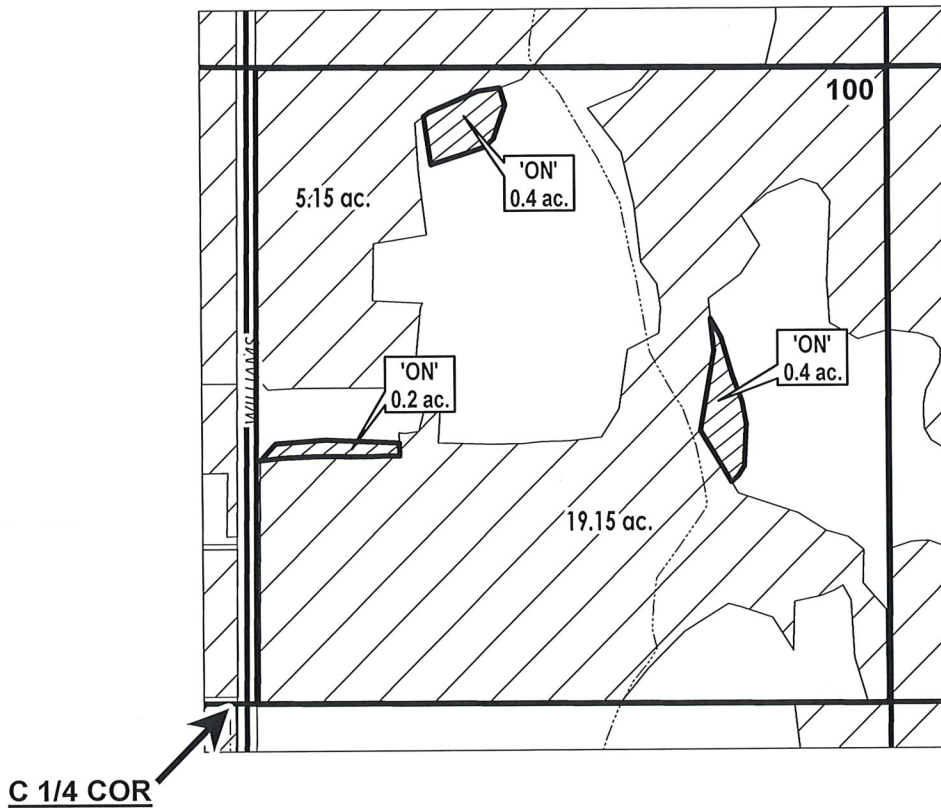 100
'ON'
0.4 ac.
5.15 ac.
'ON'
0.4 ac.
WILLIAMS
'ON'
0.2 ac.
19.15 ac.
C 1/4 COR